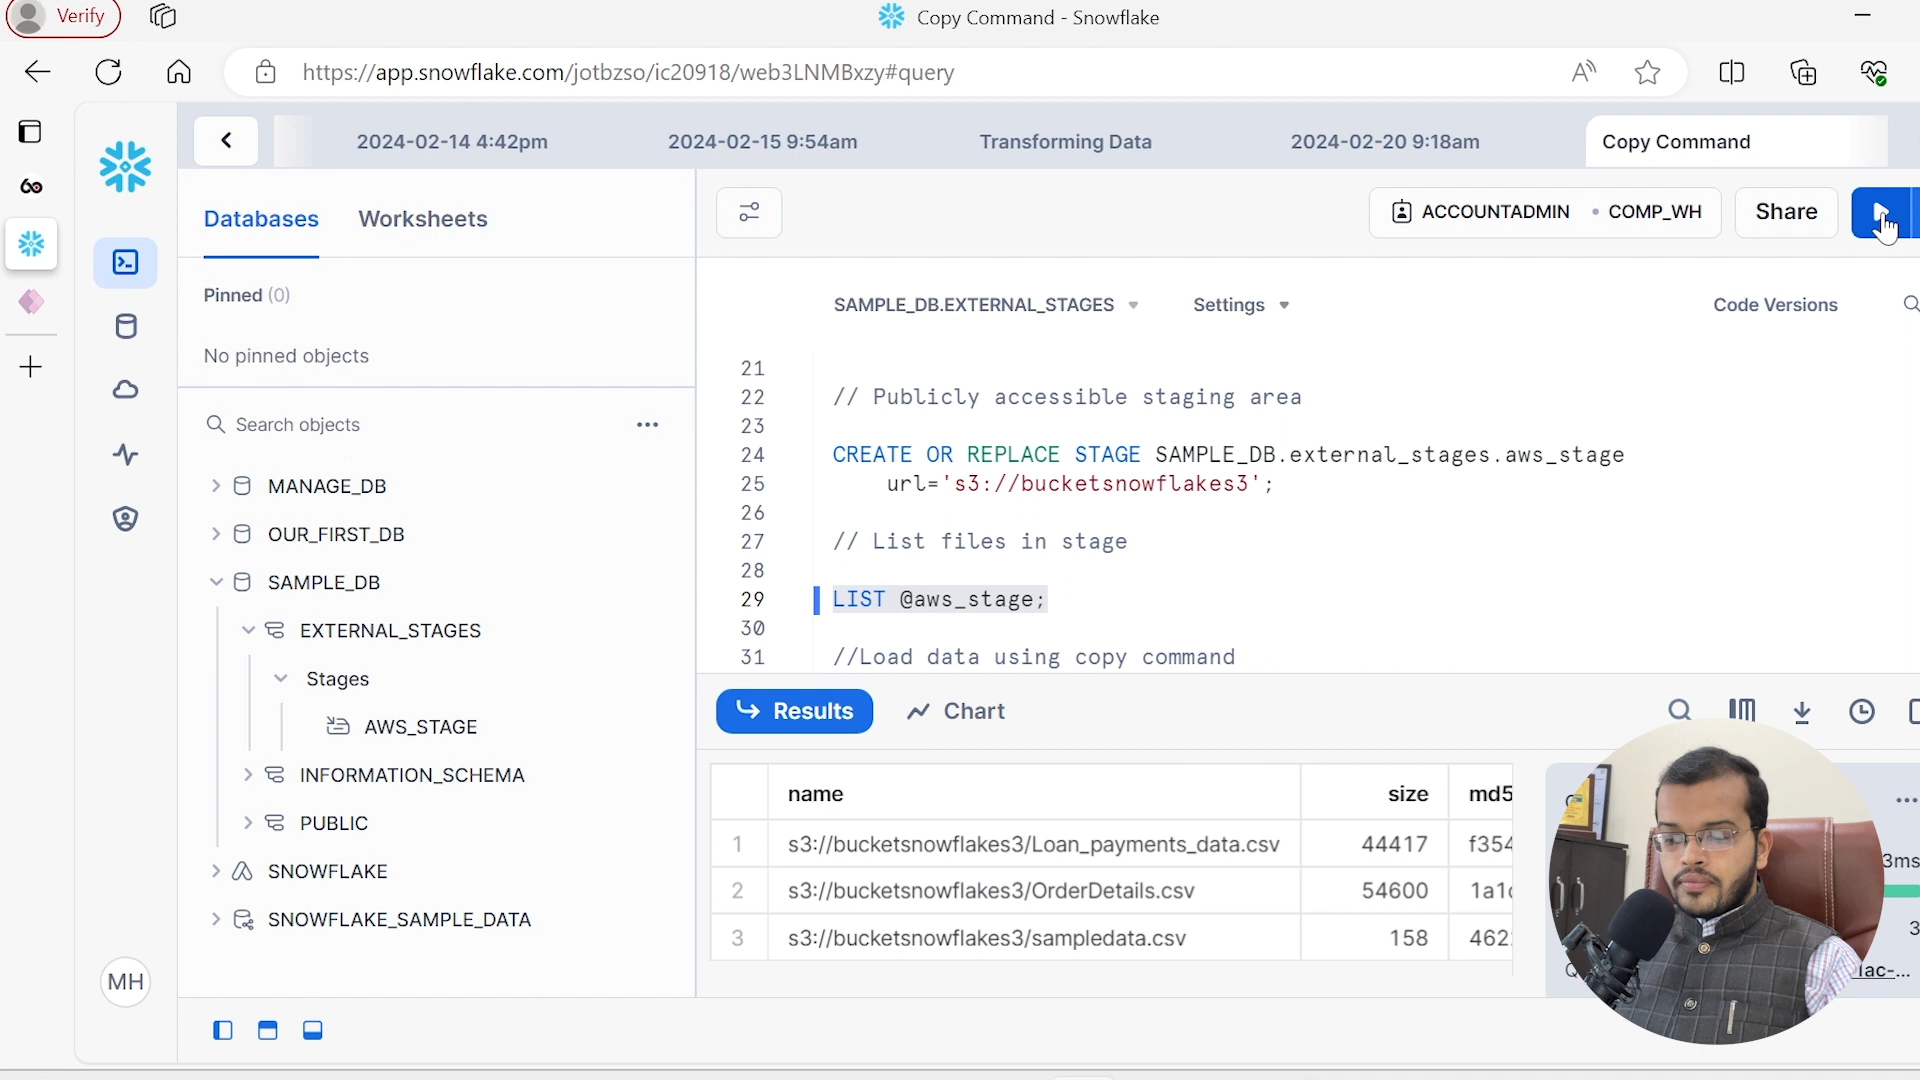 Verify
Copy Command - Snowflake
https://app.snowflake.com/jotbzso/ic20918/web3LNMBxzy#query
2024-02-14 4:42pm
2024-02-15 9:54am
Transforming Data
2024-02-20 9:18am
Copy Command
Databases
Worksheets
ACCOUNTADMIN • COMP_WH
Share
Pinned (0)
No pinned objects
Search objects
MANAGE_DB
OUR_FIRST_DB
SAMPLE_DB
EXTERNAL_STAGES
Stages
AWS_STAGE
INFORMATION_SCHEMA
PUBLIC
SNOWFLAKE
SNOWFLAKE_SAMPLE_DATA
MH
SAMPLE_DB.EXTERNAL_STAGES
Settings
Code Versions
21
22 // Publicly accessible staging area
23
24 CREATE OR REPLACE STAGE SAMPLE_DB.external_stages.aws_stage
25 url='s3://bucketsnowflakes3';
26
27 // List files in stage
28
29 LIST @aws_stage;
30
31 //Load data using copy command
Results
Chart
name size md5
1 s3://bucketsnowflakes3/Loan_payments_data.csv 44417 f354
2 s3://bucketsnowflakes3/OrderDetails.csv 54600 1a1
3 s3://bucketsnowflakes3/sampledata.csv 158 462
3ms
3